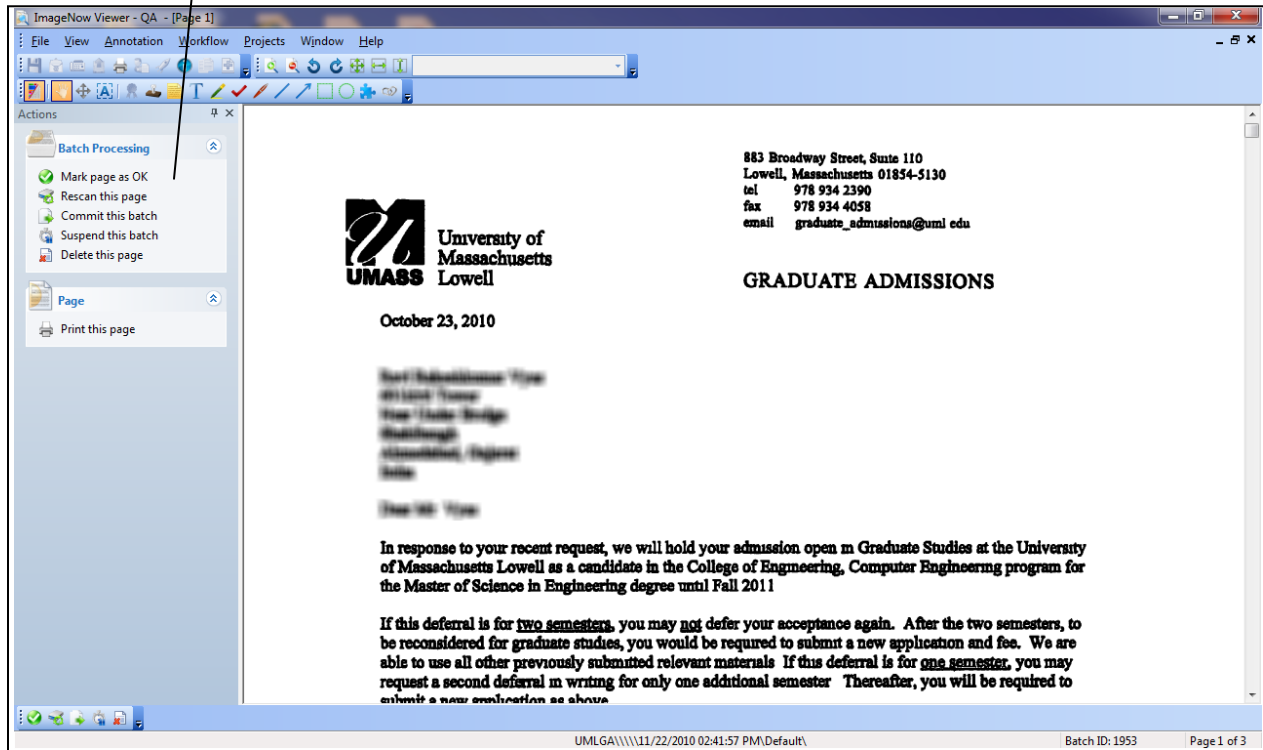 ImageNow Viewer - QA - [Page 1]
File View Annotation Workflow Projects Window Help
Actions
Batch Processing
Mark page as OK
Rescan this page
Commit this batch
Suspend this batch
Delete this page
Page
Print this page
883 Broadway Street, Suite 110
Lowell, Massachusetts 01854-5130
tel 978 934 2390
fax 978 934 4058
email graduate_admissions@uml edu
University of
Massachusetts
UMASS Lowell
GRADUATE ADMISSIONS
October 23, 2010
In response to your recent request, we will hold your admission open in Graduate Studies at the University
of Massachusetts Lowell as a candidate in the College of Engineering, Computer Engineering program for
the Master of Science in Engineering degree until Fall 2011
If this deferral is for two semesters, you may not defer your acceptance again. After the two semesters, to
be reconsidered for graduate studies, you would be required to submit a new application and fee. We are
able to use all other previously submitted relevant materials If this deferral is for one semester, you may
request a second deferral in writing for only one additional semester Thereafter, you will be required to
submit a new application as above
UMLGA\\\\\11/22/2010 02:41:57 PM\Default\
Batch ID: 1953
Page 1 of 3